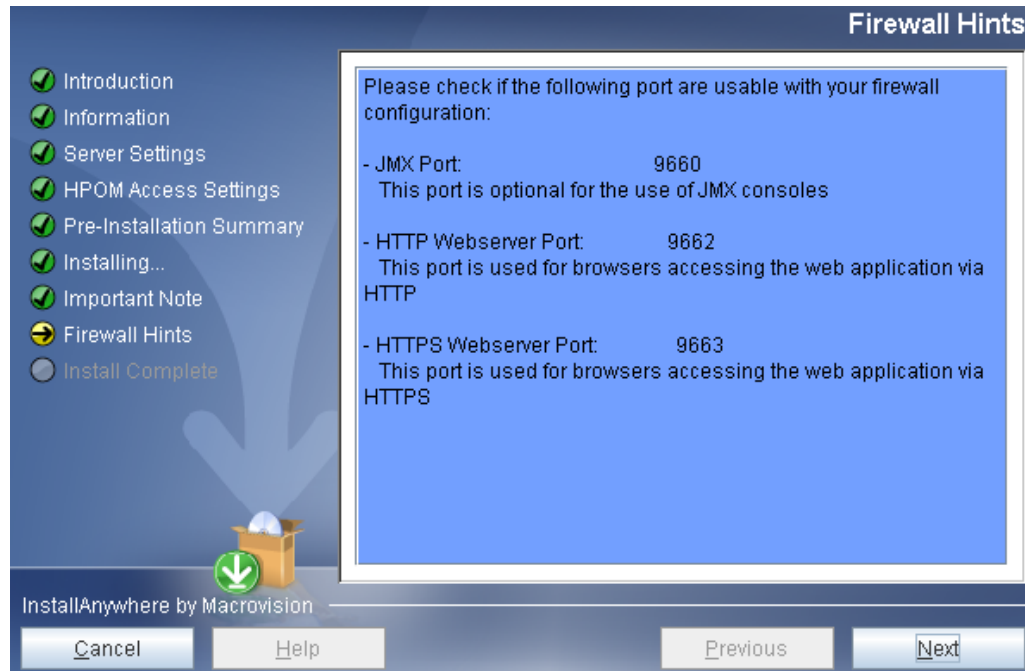 Firewall Hints
Introduction
Information
Server Settings
HPOM Access Settings
Pre-Installation Summary
Installing...
Important Note
Firewall Hints
Install Complete
Please check if the following port are usable with your firewall
configuration:
- JMX Port: 9660
This port is optional for the use of JMX consoles
- HTTP Webserver Port: 9662
This port is used for browsers accessing the web application via
HTTP
- HTTPS Webserver Port: 9663
This port is used for browsers accessing the web application via
HTTPS
InstallAnywhere by Macrovision
Cancel Help Previous Next